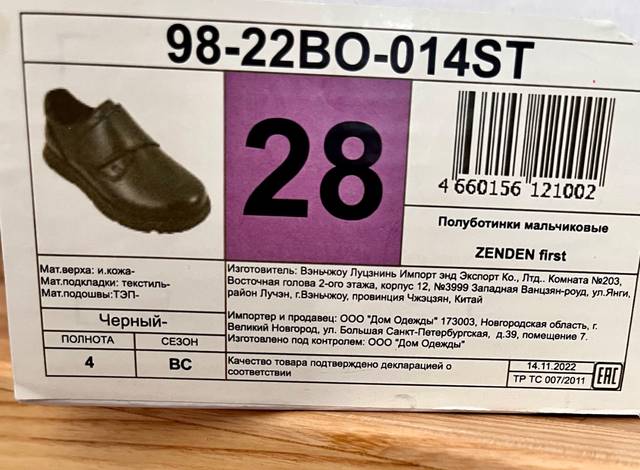 98-22BO-014ST
28
4 660156 121002
Полуботинки мальчиковые
ZENDEN first
Мат.верха: и.кожа-
Мат.подкладки: текстиль-
Мат.подошвы:ТЭП-
Черный-
ПОЛНОТА СЕЗОН
4 ВС
Изготовитель: Вэньчжоу Луцзнинь Импорт энд Экспорт Ко., Лтд.. Комната №203,
Восточная голова 2-ого этажа, корпус 12, №3999 Западная Ванцзян-роуд, ул.Янги,
район Лучэн, г.Вэньчжоу, провинция Чжэцзян, Китай
Импортер и продавец: ООО "Дом Одежды" 173003, Новгородская область, г.
Великий Новгород, ул. Большая Санкт-Петербургская, д.39, помещение 7.
Изготовлено под контролем: ООО "Дом Одежды"
Качество товара подтверждено декларацией о
соответствии
14.11.2022
ТР ТС 007/2011
EAC